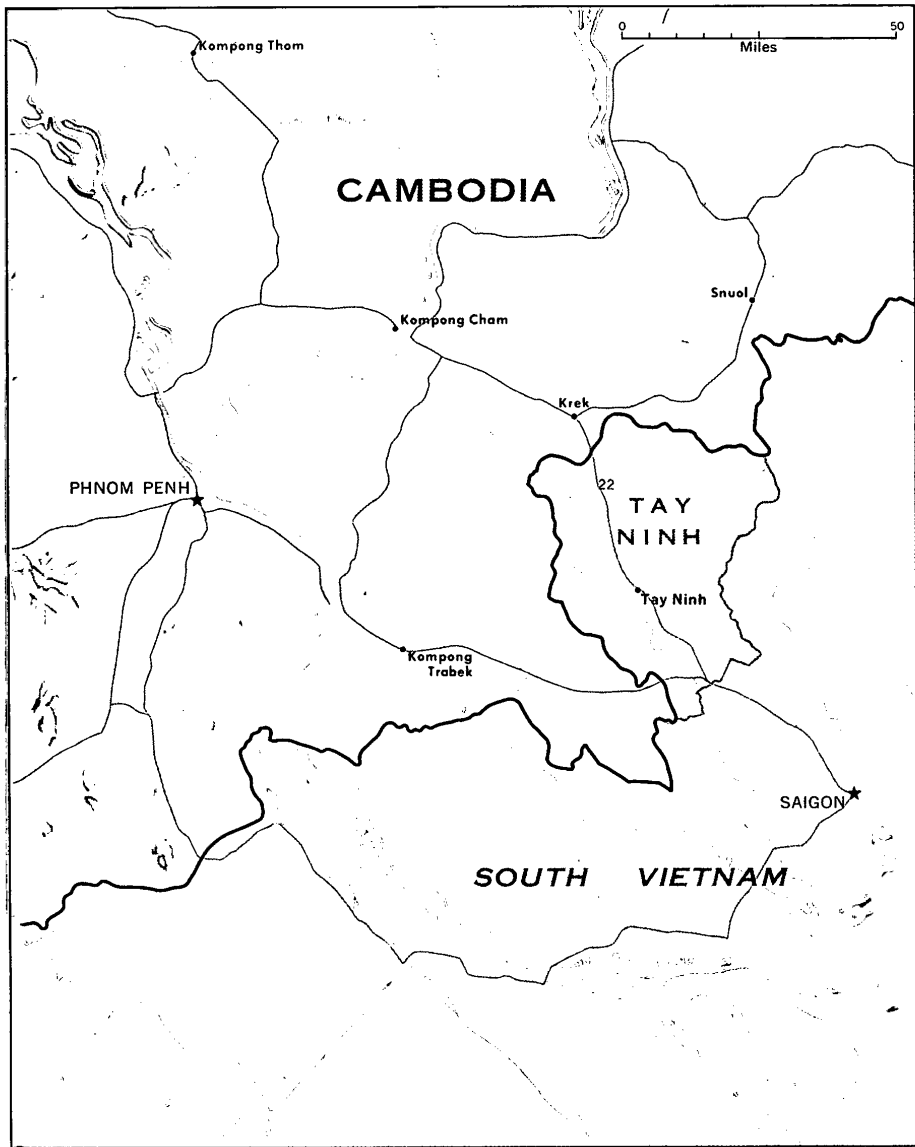 Kompong Thom
0 50
Miles
CAMBODIA
Snuol
Kompong Cham
Krek
PHNOM PENH
22
TAY
NINH
Tay Ninh
Kompong
Trabek
SAIGON
SOUTH VIETNAM